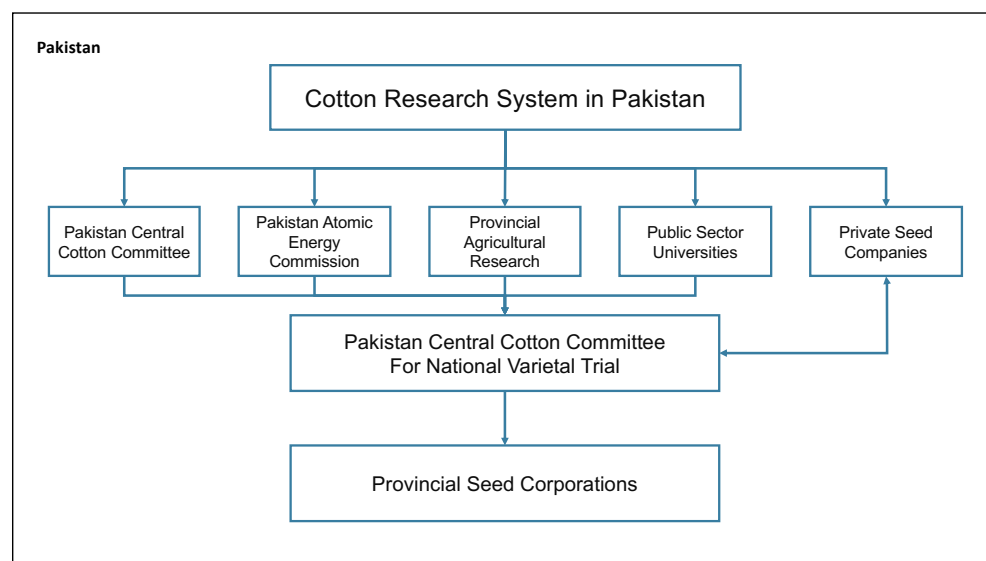 Pakistan
Cotton Research System in Pakistan
Pakistan Central
Cotton Committee
Pakistan Atomic
Energy
Commission
Provincial
Agricultural
Research
Public Sector
Universities
Private Seed
Companies
Pakistan Central Cotton Committee
For National Varietal Trial
Provincial Seed Corporations